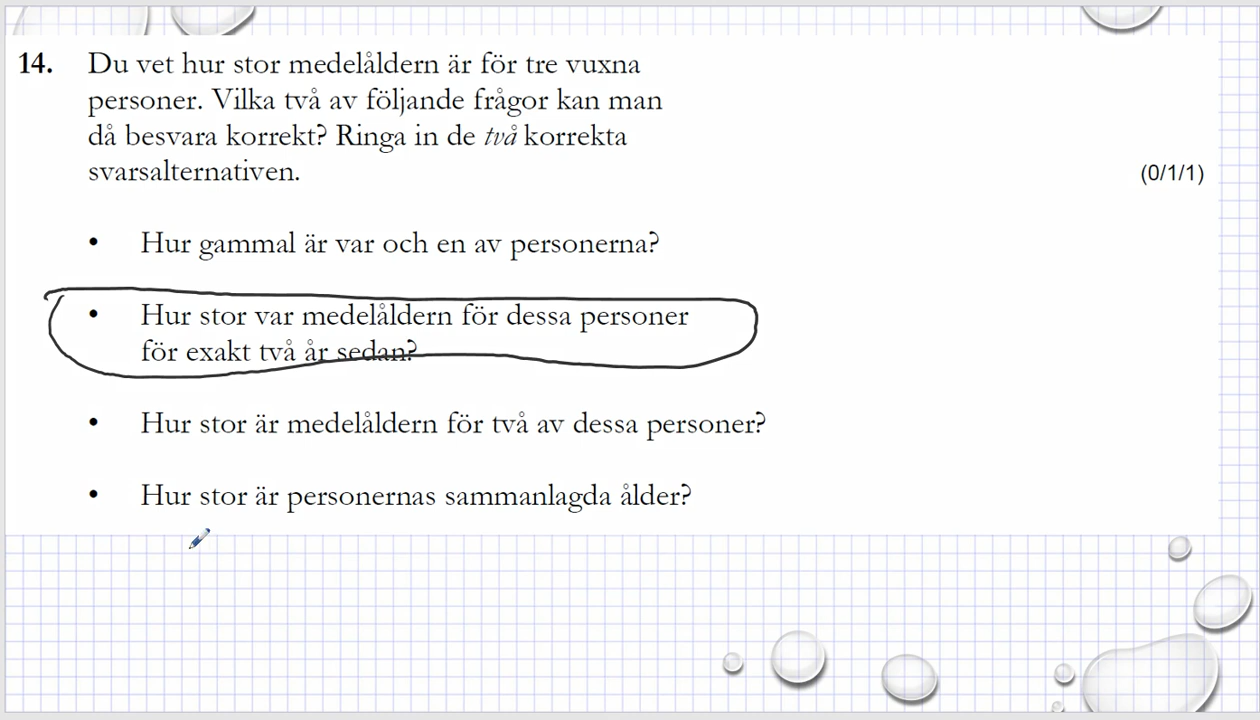 14. Du vet hur stor medelåldern är för tre vuxna
personer. Vilka två av följande frågor kan man
då besvara korrekt? Ringa in de två korrekta
svarsalternativen.
(0/1/1)
• Hur gammal är var och en av personerna?
• Hur stor var medelåldern för dessa personer
för exakt två år sedan?
• Hur stor är medelåldern för två av dessa personer?
• Hur stor är personernas sammanlagda ålder?